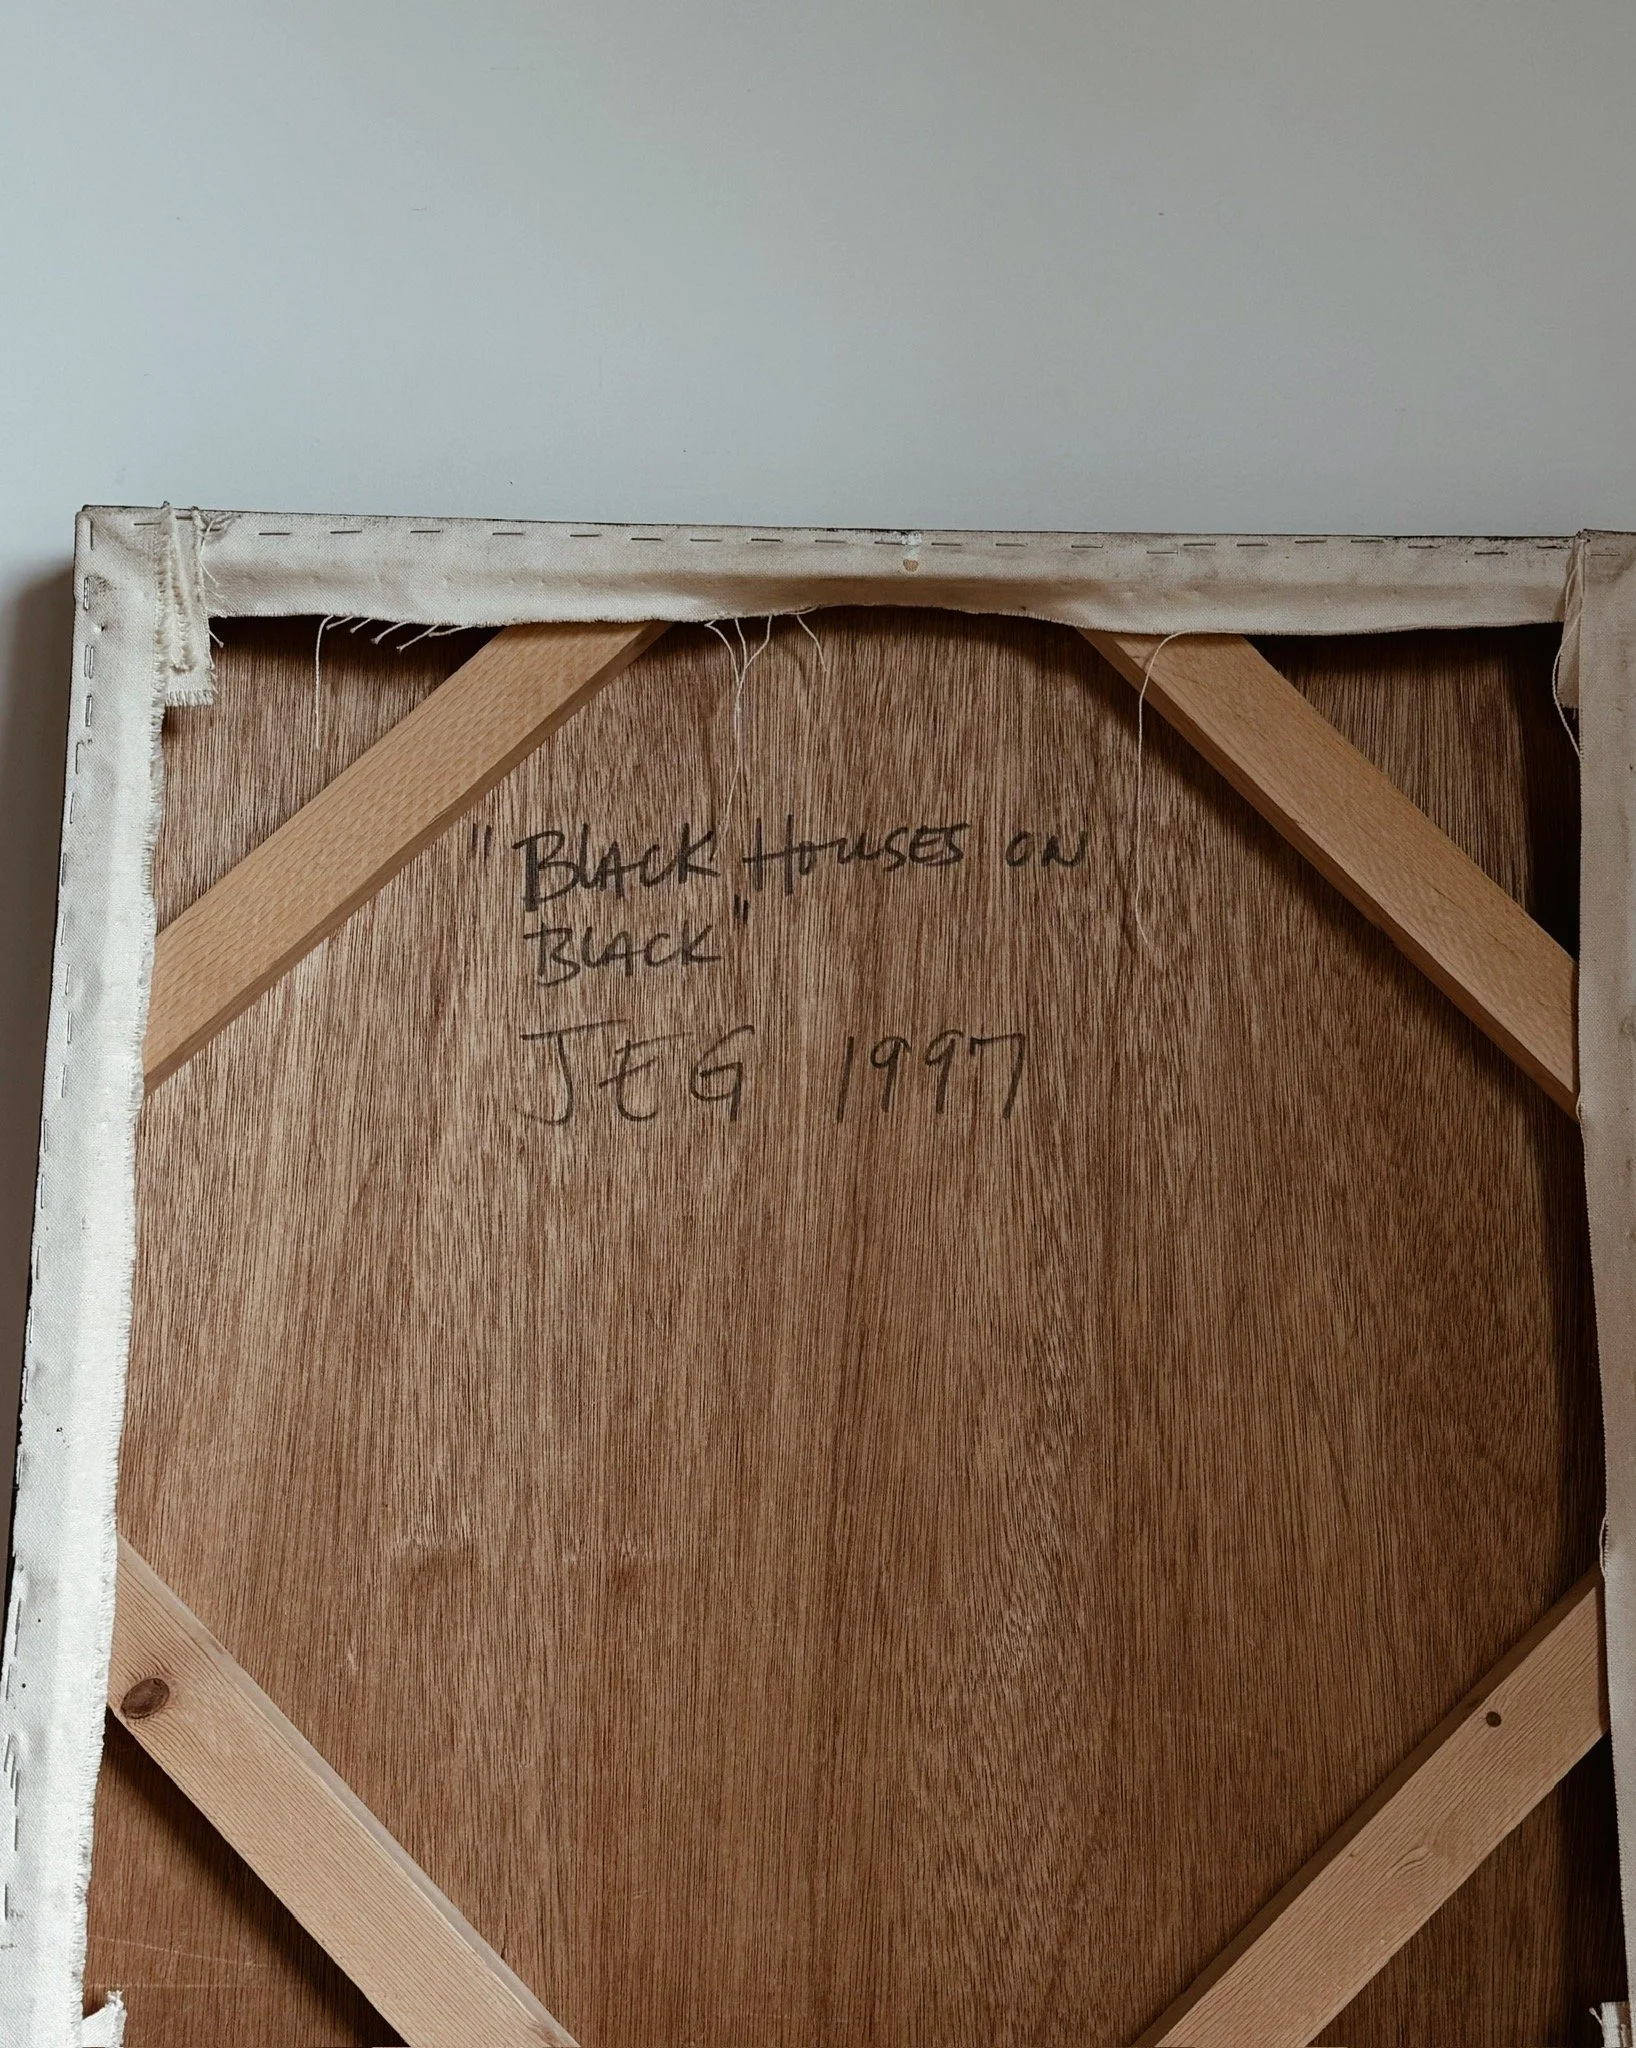 "BLACK HOUSES ON
BLACK"
JEG 1997